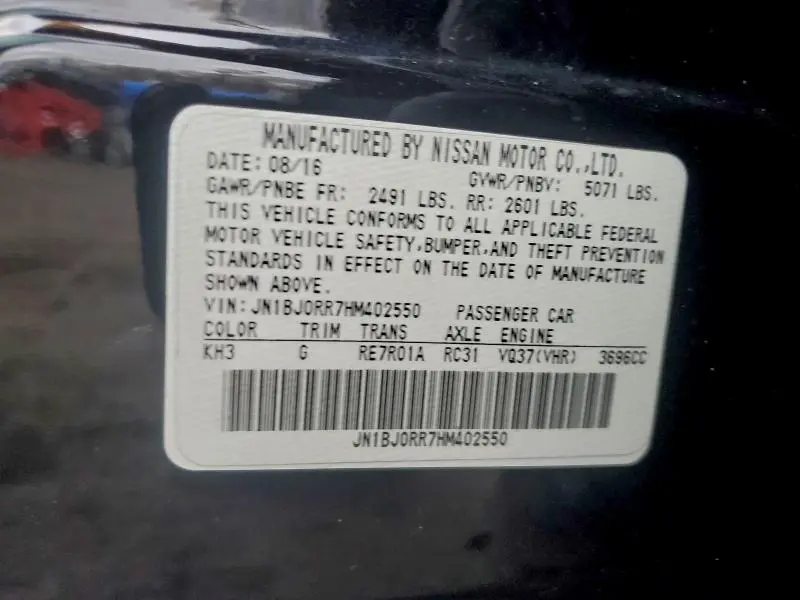 MANUFACTURED BY NISSAN MOTOR CO.,LTD.
DATE: 08/16 GVWR/PNBV: 5071 LBS.
GAWR/PNBE FR: 2491 LBS. RR: 2601 LBS.
THIS VEHICLE CONFORMS TO ALL APPLICABLE FEDERAL
MOTOR VEHICLE SAFETY,BUMPER,AND THEFT PREVENTION
STANDARDS IN EFFECT ON THE DATE OF MANUFACTURE
SHOWN ABOVE.
VIN: JN1BJ0RR7HM402550 PASSENGER CAR
COLOR TRIM TRANS AXLE ENGINE
KH3 G RE7R01A RC31 VQ37(VHR) 3696CC
JN1BJ0RR7HM402550